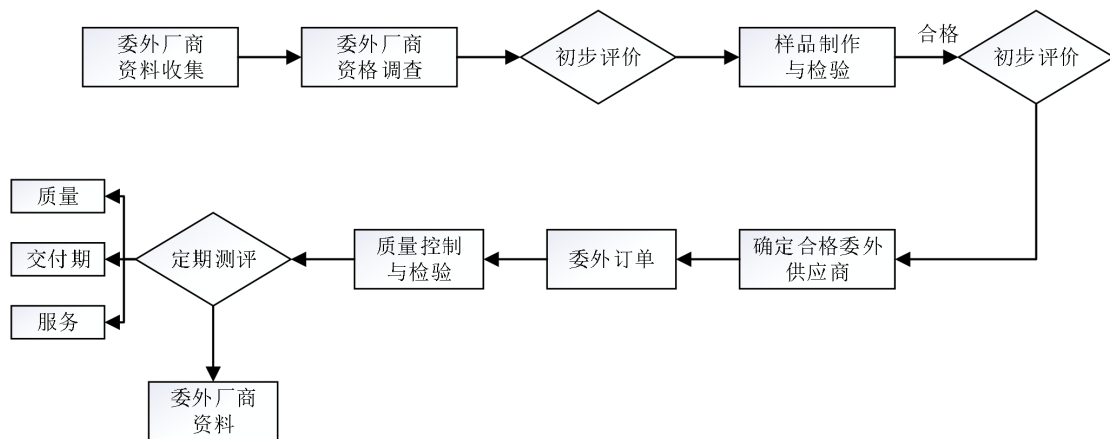 委外厂商
资料收集
委外厂商
资格调查
初步评价
样品制作
与检验
合格
初步评价
质量
交付期
服务
定期测评
质量控制
与检验
委外订单
确定合格委外
供应商
委外厂商
资料